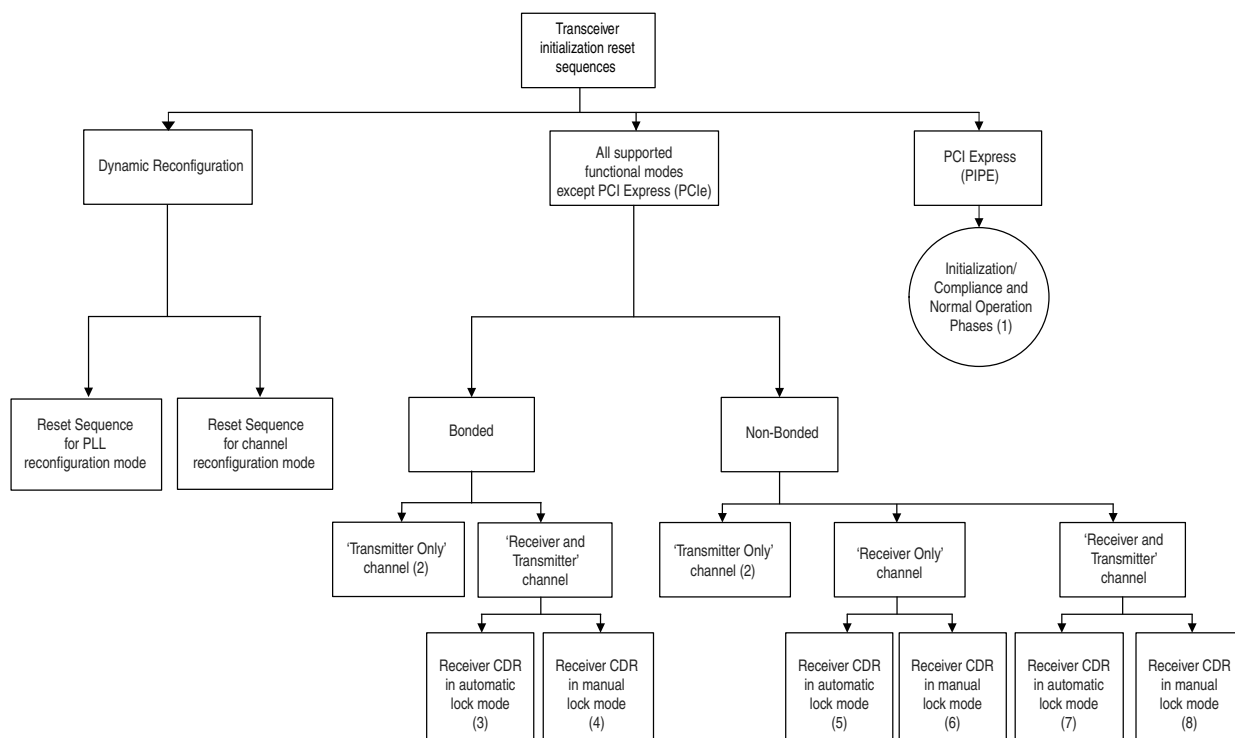 Transceiver
initialization reset
sequences
Dynamic Reconfiguration
All supported
functional modes
except PCI Express (PCIe)
PCI Express
(PIPE)
Initialization/
Compliance and
Normal Operation
Phases (1)
Reset Sequence
for PLL
reconfiguration mode
Reset Sequence
for channel
reconfiguration mode
Bonded
Non-Bonded
‘Transmitter Only’
channel (2)
‘Receiver and
Transmitter’
channel
‘Transmitter Only’
channel (2)
‘Receiver Only’
channel
‘Receiver and
Transmitter’
channel
Receiver CDR
in automatic
lock mode
(3)
Receiver CDR
in manual
lock mode
(4)
Receiver CDR
in automatic
lock mode
(5)
Receiver CDR
in manual
lock mode
(6)
Receiver CDR
in automatic
lock mode
(7)
Receiver CDR
in manual
lock mode
(8)